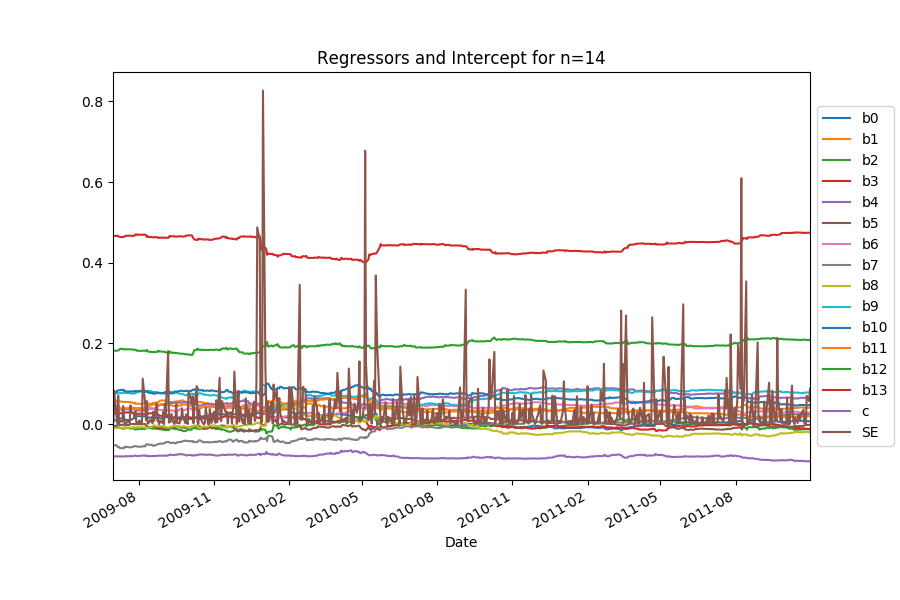 Regressors and Intercept for n=14
0.8
0.6
0.4
0.2
0.0
2009-08
2009-11
2010-02
2010-05
2010-08
2010-11
2011-02
2011-05
2011-08
Date
b0
b1
b2
b3
b4
b5
b6
b7
b8
b9
b10
b11
b12
b13
c
SE